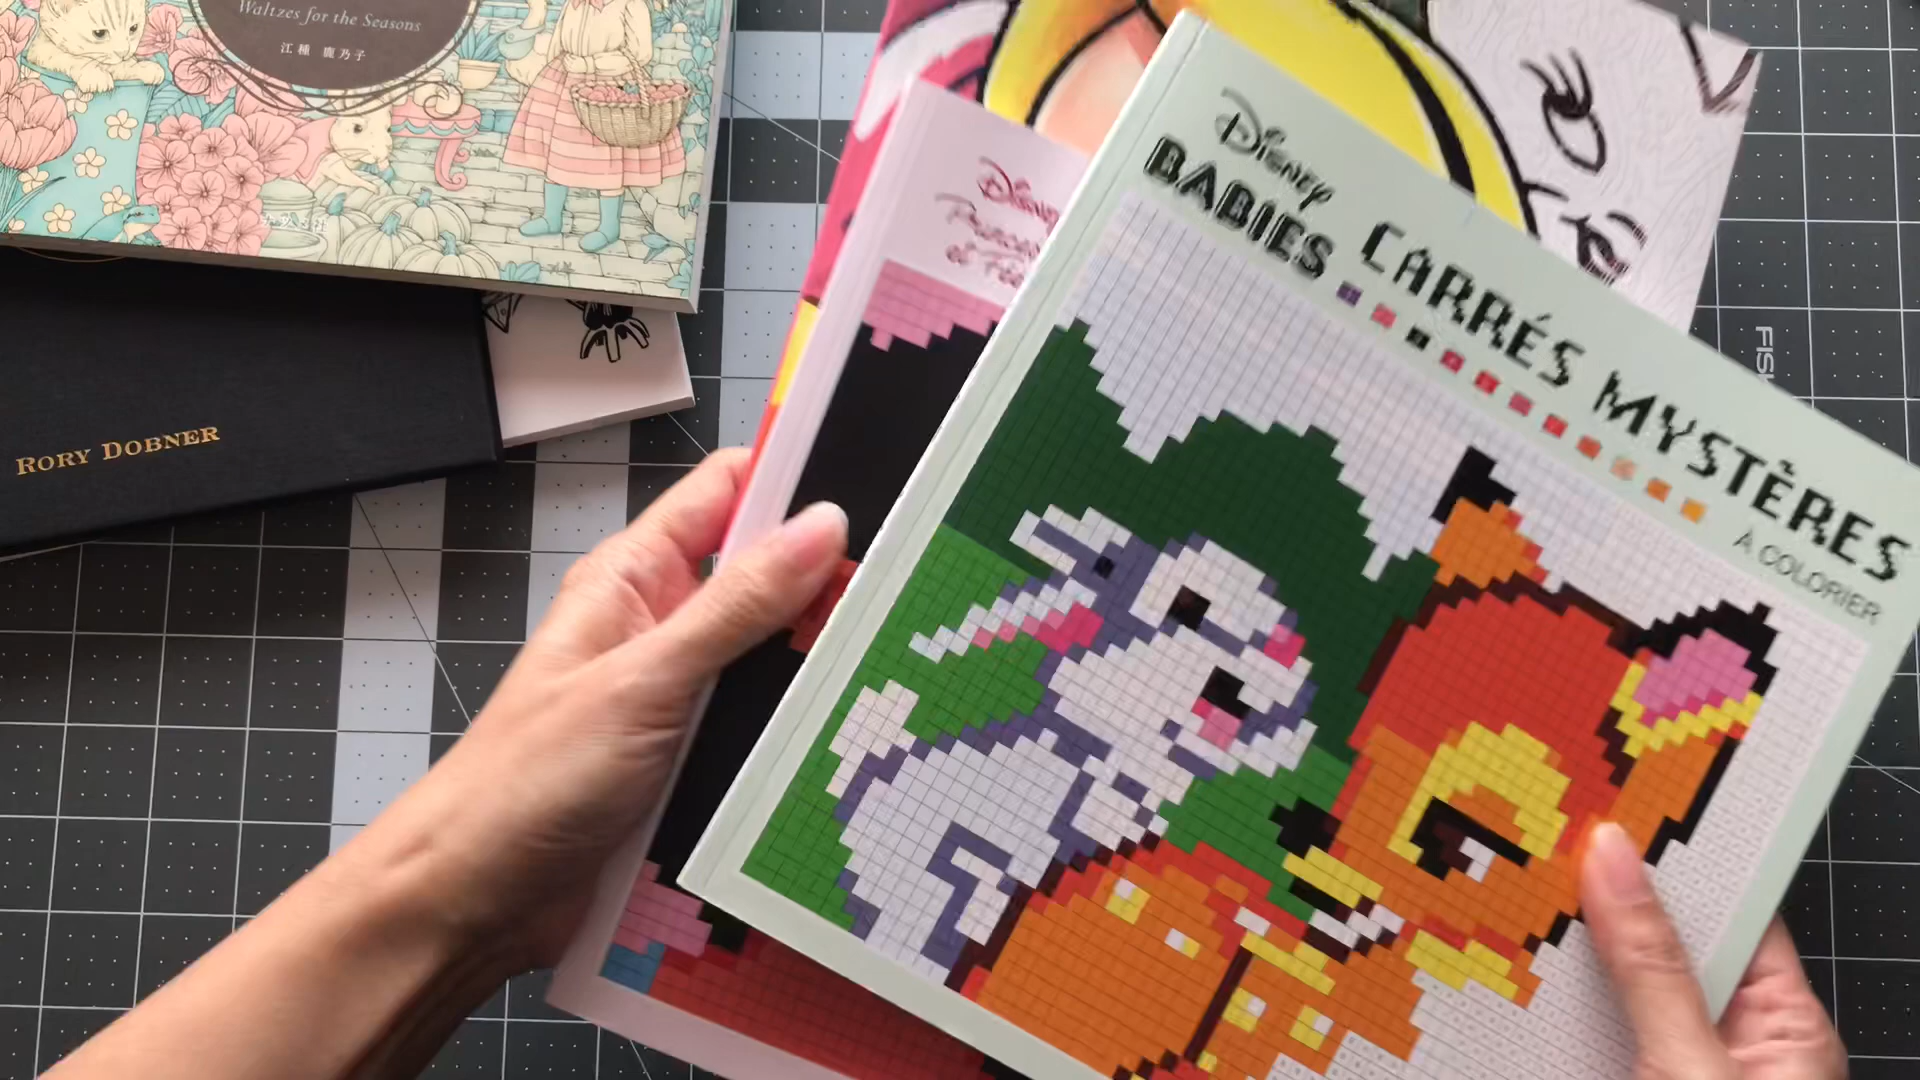 Waltzes for the Seasons
江種 鹿乃子
RORY DOBNER
Disney
Disney
BABIES
CARRÉS MYSTÈRES
À COLORIER